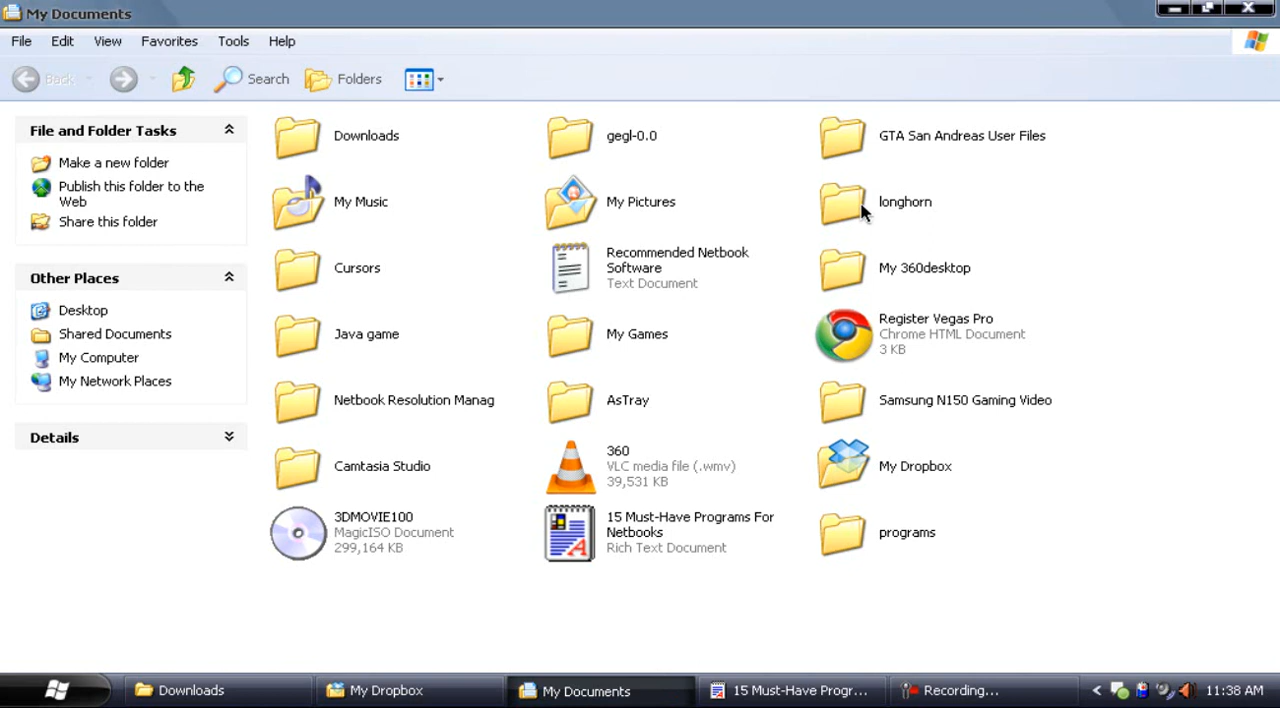 My Documents
File Edit View Favorites Tools Help
Back Search Folders
File and Folder Tasks
Make a new folder
Publish this folder to the
Web
Share this folder
Other Places
Desktop
Shared Documents
My Computer
My Network Places
Details
Downloads
gegl-0.0
GTA San Andreas User Files
My Music
My Pictures
longhorn
Cursors
Recommended Netbook
Software
Text Document
My 360desktop
Java game
My Games
Register Vegas Pro
Chrome HTML Document
3 KB
Netbook Resolution Manag
AsTray
Samsung N150 Gaming Video
Camtasia Studio
360
VLC media file (.wmv)
39,531 KB
My Dropbox
3DMOVIE100
MagicISO Document
299,164 KB
15 Must-Have Programs For
Netbooks
Rich Text Document
programs
Downloads My Dropbox My Documents 15 Must-Have Progr... Recording... 11:38 AM